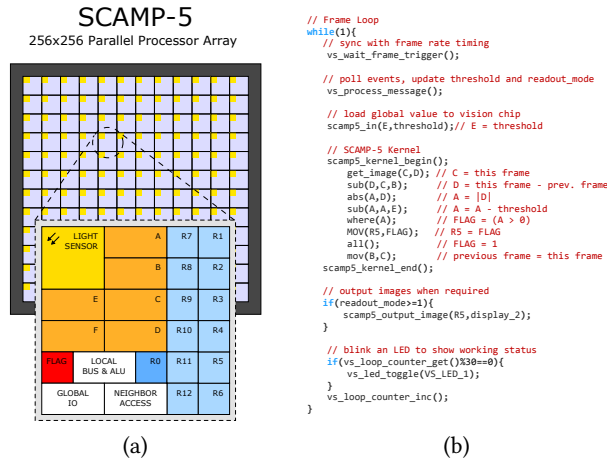 SCAMP-5
256x256 Parallel Processor Array
LIGHT
SENSOR
A
R7
R1
B
R8
R2
E
C
R9
R3
F
D
R10
R4
FLAG
LOCAL
BUS & ALU
R0
R11
R5
GLOBAL
IO
NEIGHBOR
ACCESS
R12
R6
(a)
// Frame Loop
while(1){
// sync with frame rate timing
vs_wait_frame_trigger();
// poll events, update threshold and readout_mode
vs_process_message();
// load global value to vision chip
scamp5_in(E,threshold);// E = threshold
// SCAMP-5 Kernel
scamp5_kernel_begin();
get_image(C,D); // C = this frame
sub(D,C,B); // D = this frame - prev. frame
abs(A,D); // A = |D|
sub(A,A,E); // A = A - threshold
where(A); // FLAG = (A > 0)
MOV(R5,FLAG); // R5 = FLAG
all(); // FLAG = 1
mov(B,C); // previous frame = this frame
scamp5_kernel_end();
// output images when required
if(readout_mode>=1){
scamp5_output_image(R5,display_2);
}
// blink an LED to show working status
if(vs_loop_counter_get()%30==0){
vs_led_toggle(VS_LED_1);
}
vs_loop_counter_inc();
}
(b)